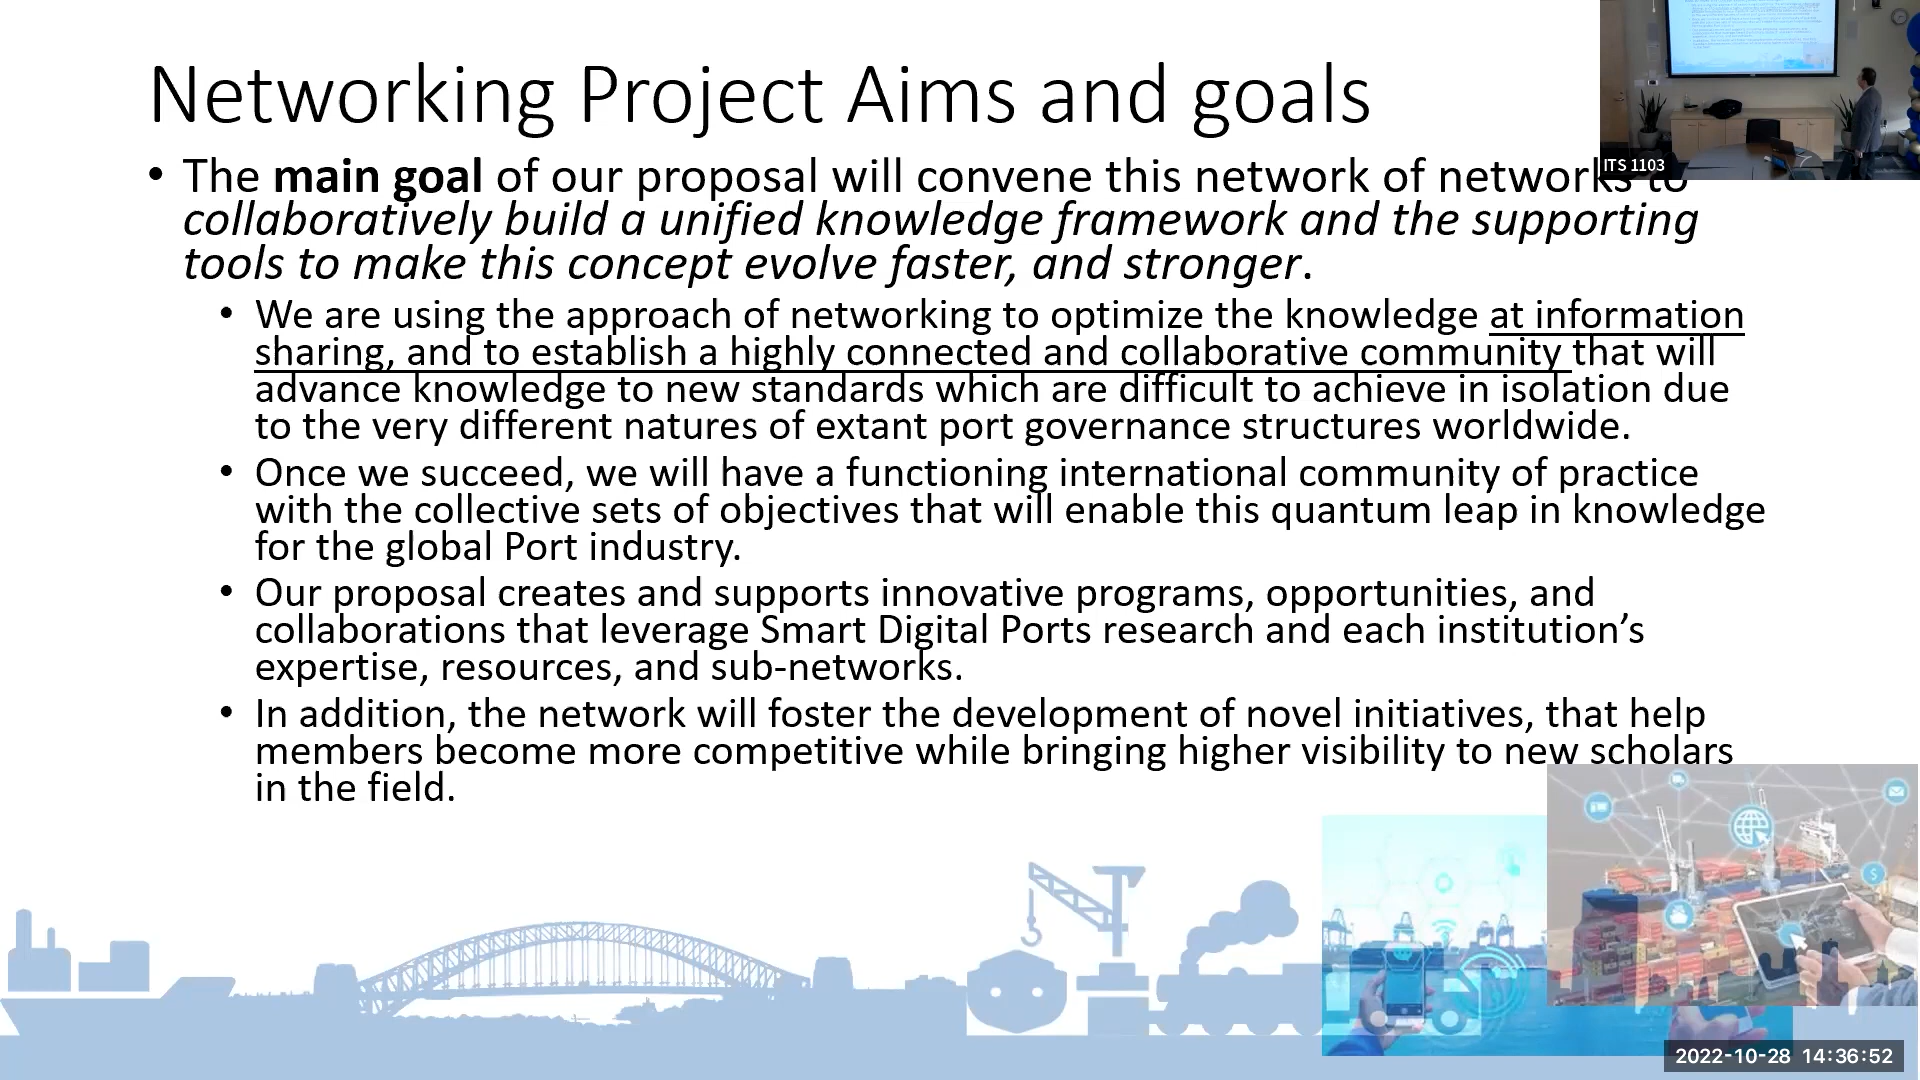 Networking Project Aims and goals
• The main goal of our proposal will convene this network of networks to
collaboratively build a unified knowledge framework and the supporting
tools to make this concept evolve faster, and stronger.
• We are using the approach of networking to optimize the knowledge at information
sharing, and to establish a highly connected and collaborative community that will
advance knowledge to new standards which are difficult to achieve in isolation due
to the very different natures of extant port governance structures worldwide.
• Once we succeed, we will have a functioning international community of practice
with the collective sets of objectives that will enable this quantum leap in knowledge
for the global Port industry.
• Our proposal creates and supports innovative programs, opportunities, and
collaborations that leverage Smart Digital Ports research and each institution’s
expertise, resources, and sub-networks.
• In addition, the network will foster the development of novel initiatives, that help
members become more competitive while bringing higher visibility to new scholars
in the field.
ITS 1103
2022-10-28 14:36:52